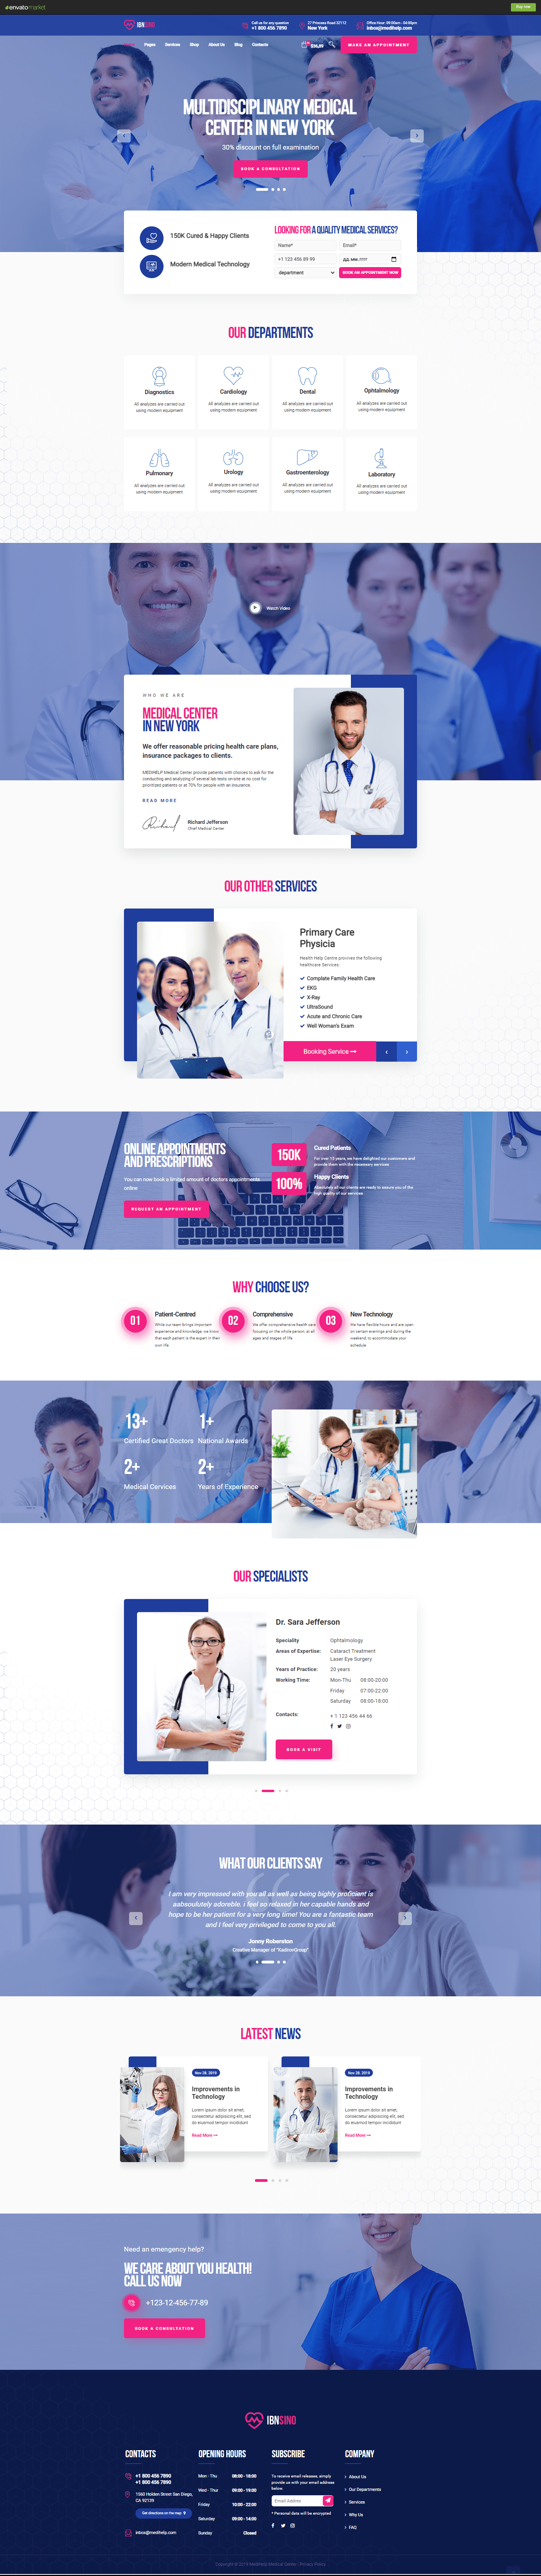 envatomarket
Buy now
IBNSINO
Call us for any question
+1 800 456 7890
27 Princess Road 32112
New York
Office Hour: 09:00am - 04:00pm
inbox@medihelp.com
Pages
Services
Shop
About Us
Blog
Contacts
MAKE AN APPOINTMENT
MULTIDISCIPLINARY MEDICAL
CENTER IN NEW YORK
30% discount on full examination
BOOK A CONSULTATION
150K Cured & Happy Clients
Modern Medical Technology
LOOKING FOR A QUALITY MEDICAL SERVICES?
Name*
Email*
+1 123 456 89 99
department
BOOK AN APPOINTMENT NOW
OUR DEPARTMENTS
Diagnostics
All analyzes are carried out
using modern equipment
Cardiology
All analyzes are carried out
using modern equipment
Dental
All analyzes are carried out
using modern equipment
Ophtalmology
All analyzes are carried out
using modern equipment
Pulmonary
All analyzes are carried out
using modern equipment
Urology
All analyzes are carried out
using modern equipment
Gastroenterology
All analyzes are carried out
using modern equipment
Laboratory
All analyzes are carried out
using modern equipment
Watch Video
WHO WE ARE
MEDICAL CENTER
IN NEW YORK
We offer reasonable pricing health care plans,
insurance packages to clients.
MEDIHELP Medical Center provide patients with choices to ask for the
conducting and analyzing of several lab tests on-site at no cost for
prioritized patients or at 70% for people with an insurance.
READ MORE
Richard Jefferson
Chief Medical Center
OUR OTHER SERVICES
Primary Care
Physicia
Health Help Centre provices the following
healthcare Services.
Complete Family Health Care
EKG
X-Ray
UltraSound
Acute and Chronic Care
Well Woman's Exam
Booking Service
ONLINE APPOINTMENTS
AND PRESCRIPTIONS
You can now book a limited amount of doctors appointments
online
REQUEST AN APPOINTMENT
150K
Cured Patients
For over 15 years, we have delighted our customers and
provide them with the necessary services
100%
Happy Clients
Absolutely all our clients are ready to assure you of the
high quality of our services
WHY CHOOSE US?
01
Patient-Centred
While our team brings important
experience and knowledge, we know
that each patient is the expert in their
own life
02
Comprehensive
We offer comprehensive health care
focusing on the whole person, at all
ages and stages of life
03
New Technology
We have flexible hours and are open
on certain evenings and during the
weekend, to accommodate your
schedule
13+
Certified Great Doctors
1+
National Awards
2+
Medical Cervices
2+
Years of Experience
OUR SPECIALISTS
Dr. Sara Jefferson
Speciality Ophtalmology
Areas of Expertise: Cataract Treatment
Laser Eye Surgery
Years of Practice: 20 years
Working Time: Mon-Thu 08:00-20:00
Friday 07:00-22:00
Saturday 08:00-18:00
Contacts: + 1 123 456 44 66
BOOK A VISIT
WHAT OUR CLIENTS SAY
I am very impressed with you all as well as being highly proficient is
aabsulutely adoreble. I feel so relaxed in her capable hands and
hope to be her patient for a very long time! You are a fantastic team
and I feel very privileged to come to you all.
Jonny Roberston
Creative Manager of "KadironGroup"
LATEST NEWS
Nov 28. 2019
Improvements in
Technology
Lorem ipsum dolor sit amet,
consectetur adipisicing elit, sed
do eiusmod tempor incididunt
Read More
Nov 28. 2019
Improvements in
Technology
Lorem ipsum dolor sit amet,
consectetur adipisicing elit, sed
do eiusmod tempor incididunt
Read More
Need an emergency help?
WE CARE ABOUT YOU HEALTH!
CALL US NOW
+123-12-456-77-89
BOOK A CONSULTATION
IBNSINO
CONTACTS
+1 800 456 7890
+1 800 456 7890
1560 Holden Street San Diego,
CA 92139
Get directions on the map
inbox@medihelp.com
OPENING HOURS
Mon - Thu 08:00 - 18:00
Wed - Thur 09:00 - 19:00
Friday 10:00 - 22:00
Saturday 09:00 - 14:00
Sunday Closed
SUBSCRIBE
To receive email releases, simply
provide us with your email address
below
Email Addres
* Personal data will be encrypted
COMPANY
About Us
Our Departments
Services
Why Us
FAQ
Copyright © 2019 MediHelp Medical Center | Privacy Policy